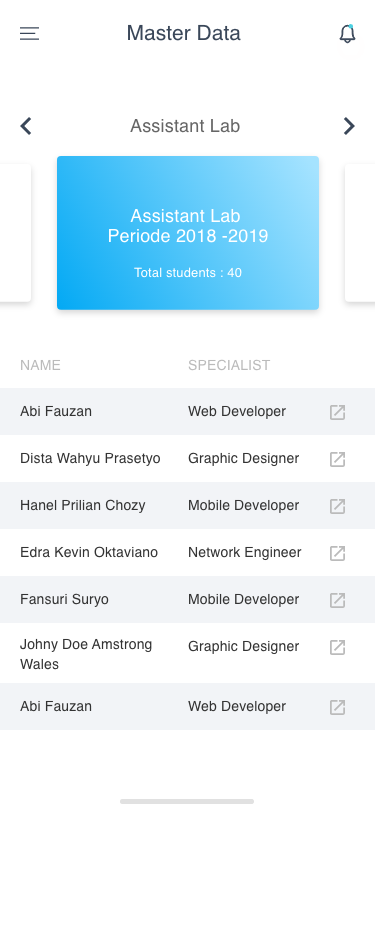 Master Data
Assistant Lab
Assistant Lab
Periode 2018 -2019
Total students : 40
NAME SPECIALIST
Abi Fauzan Web Developer
Dista Wahyu Prasetyo Graphic Designer
Hanel Prilian Chozy Mobile Developer
Edra Kevin Oktaviano Network Engineer
Fansuri Suryo Mobile Developer
Johny Doe Amstrong Graphic Designer
Wales
Abi Fauzan Web Developer